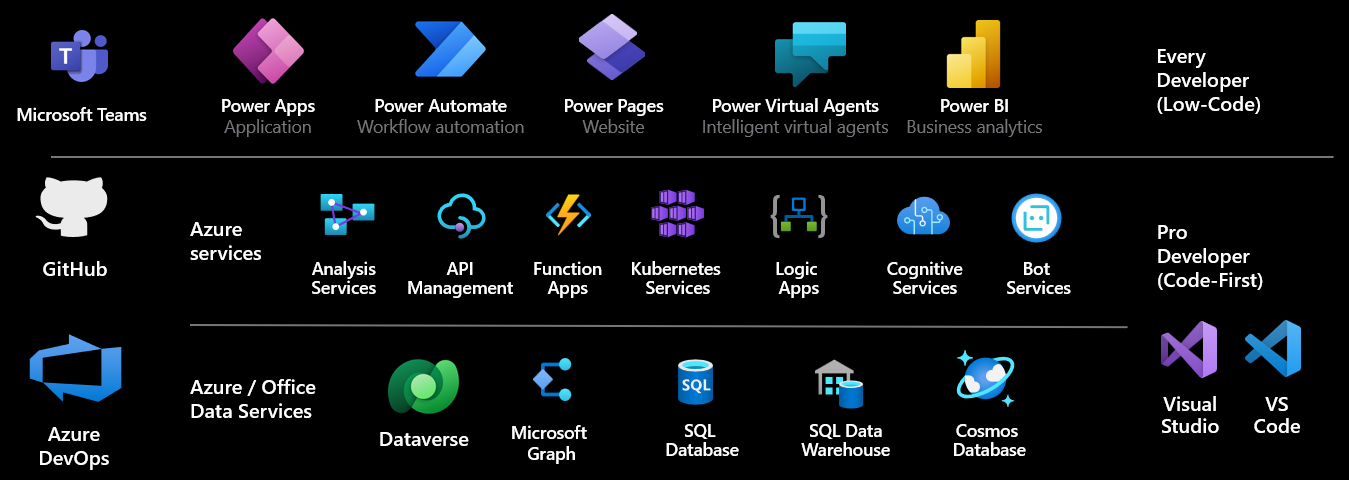 T
Microsoft Teams
Power Apps
Application
Power Automate
Workflow automation
Power Pages
Website
Power Virtual Agents
Intelligent virtual agents
Power BI
Business analytics
Every
Developer
(Low-Code)
GitHub
Azure
services
Analysis
Services
API
Management
Function
Apps
Kubernetes
Services
Logic
Apps
Cognitive
Services
Bot
Services
Pro
Developer
(Code-First)
Azure
DevOps
Azure / Office
Data Services
Dataverse
Microsoft
Graph
SQL
SQL
Database
SQL Data
Warehouse
Cosmos
Database
Visual
Studio
VS
Code